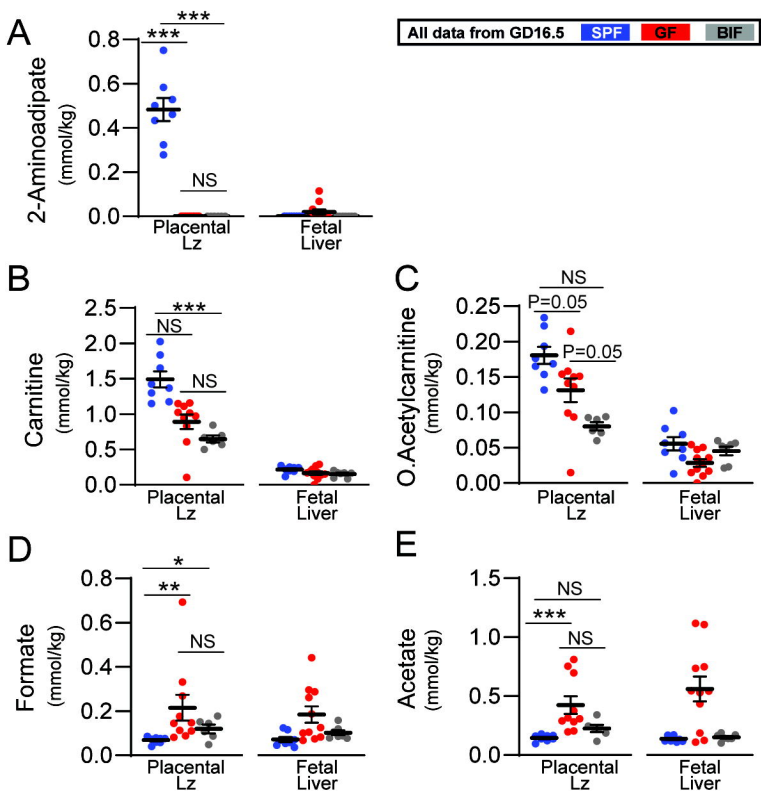 A
All data from GD16.5 SPF GF BIF
2-Aminoadipate
(mmol/kg)
0.8
0.6
0.4
0.2
0.0
***
***
NS
Placental
Lz
Fetal
Liver
B
Carnitine
(mmol/kg)
2.5
2.0
1.5
1.0
0.5
0.0
***
NS
NS
Placental
Lz
Fetal
Liver
C
O.Acetylcarnitine
(mmol/kg)
0.25
0.20
0.15
0.10
0.05
0.00
NS
P=0.05
P=0.05
Placental
Lz
Fetal
Liver
D
Formate
(mmol/kg)
0.8
0.6
0.4
0.2
0.0
*
**
NS
Placental
Lz
Fetal
Liver
E
Acetate
(mmol/kg)
1.5
1.0
0.5
0.0
NS
***
NS
Placental
Lz
Fetal
Liver